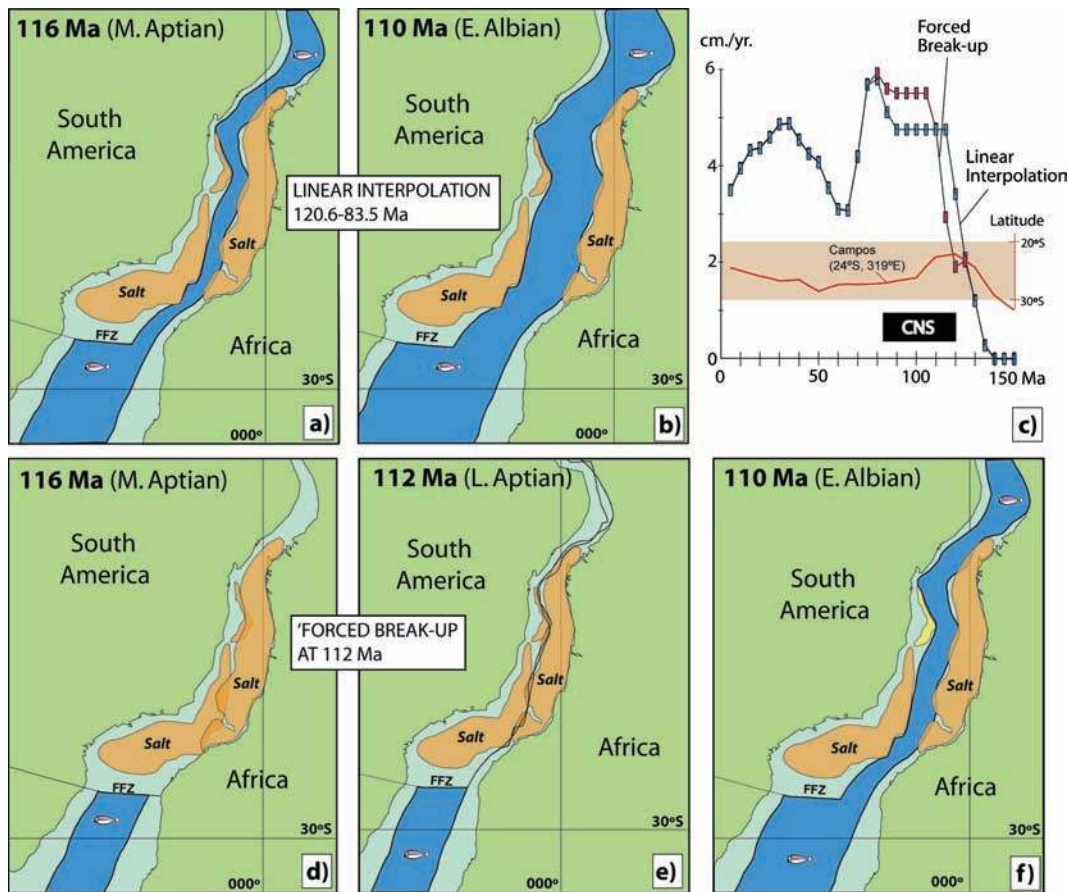 116 Ma (M. Aptian)
South
America
Salt
Salt
FFZ
Africa
30ºS
000º
a)
110 Ma (E. Albian)
South
America
Salt
Salt
FFZ
Africa
30ºS
000º
b)
LINEAR INTERPOLATION
120.6-83.5 Ma
cm./yr.
Forced
Break-up
6
4
2
0
Linear
Interpolation
Latitude
20ºS
Campos
(24ºS, 319ºE)
30ºS
CNS
0
50
100
150 Ma
c)
116 Ma (M. Aptian)
South
America
Salt
Salt
FFZ
Africa
30ºS
000º
d)
112 Ma (L. Aptian)
South
America
Salt
Salt
FFZ
Africa
30ºS
000º
e)
'FORCED BREAK-UP
AT 112 Ma
110 Ma (E. Albian)
South
America
Salt
Salt
FFZ
Africa
30ºS
000º
f)